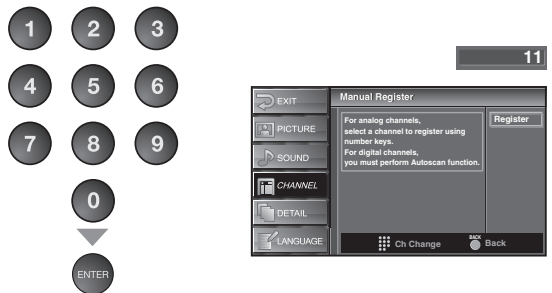 1 2 3
4 5 6
7 8 9
0
ENTER
11
EXIT
PICTURE
SOUND
CHANNEL
DETAIL
LANGUAGE
Manual Register
For analog channels,
select a channel to register using
number keys.
For digital channels,
you must perform Autoscan function.
Register
Ch Change
BACK
Back